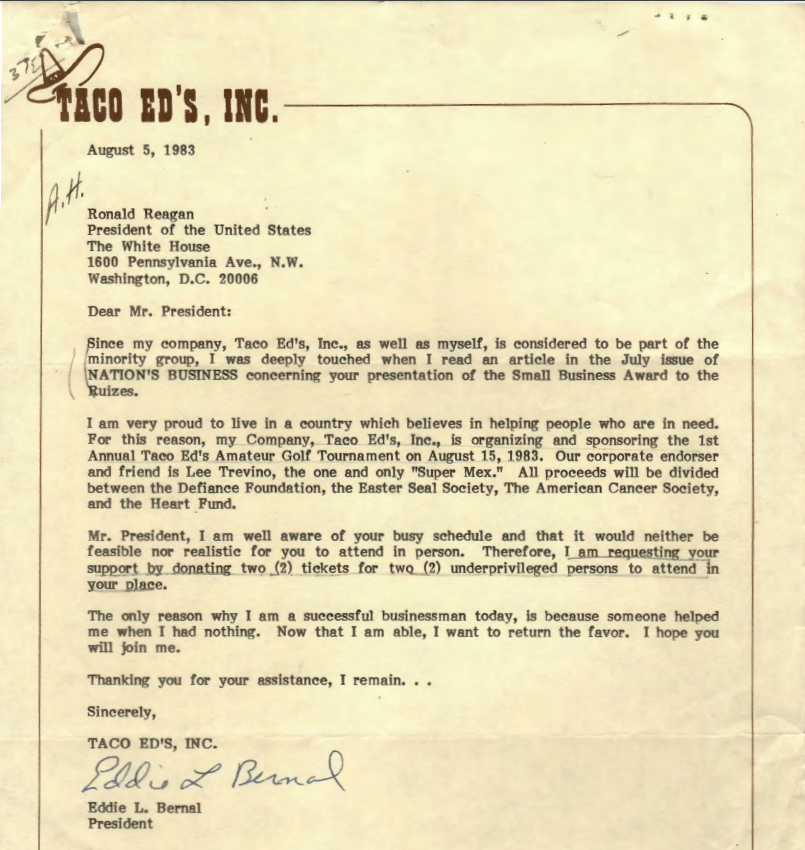 TACO ED'S, INC.
August 5, 1983
A.H.
Ronald Reagan
President of the United States
The White House
1600 Pennsylvania Ave., N.W.
Washington, D.C. 20006
Dear Mr. President:
Since my company, Taco Ed's, Inc., as well as myself, is considered to be part of the
minority group, I was deeply touched when I read an article in the July issue of
NATION'S BUSINESS concerning your presentation of the Small Business Award to the
Ruizes.
I am very proud to live in a country which believes in helping people who are in need.
For this reason, my Company, Taco Ed's, Inc., is organizing and sponsoring the 1st
Annual Taco Ed's Amateur Golf Tournament on August 15, 1983. Our corporate endorser
and friend is Lee Trevino, the one and only "Super Mex." All proceeds will be divided
between the Defiance Foundation, the Easter Seal Society, The American Cancer Society,
and the Heart Fund.
Mr. President, I am well aware of your busy schedule and that it would neither be
feasible nor realistic for you to attend in person. Therefore, I am requesting your
support by donating two (2) tickets for two (2) underprivileged persons to attend in
your place.
The only reason why I am a successful businessman today, is because someone helped
me when I had nothing. Now that I am able, I want to return the favor. I hope you
will join me.
Thanking you for your assistance, I remain. . .
Sincerely,
TACO ED'S, INC.
Eddie L Bernal
Eddie L. Bernal
President